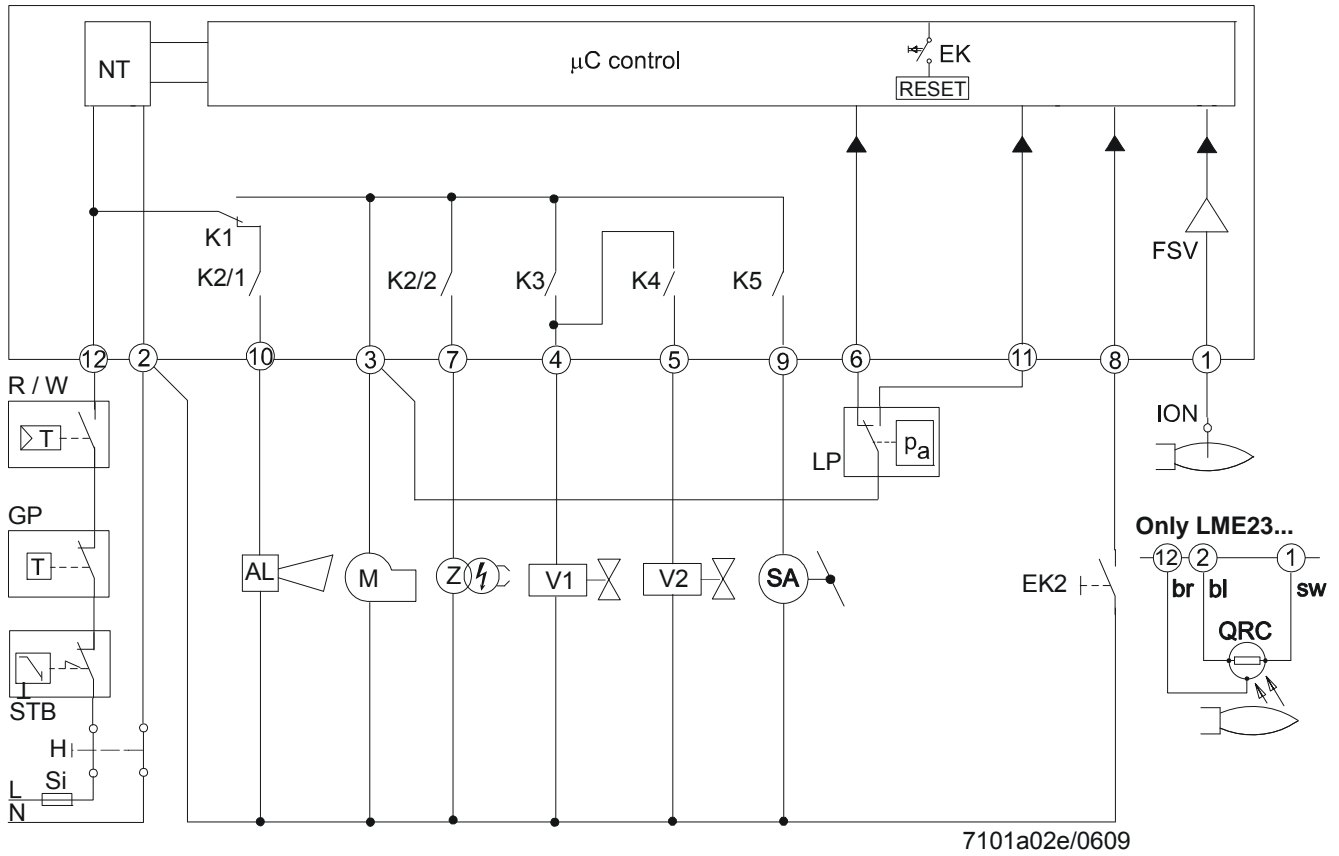 NT
μC control
EK
RESET
FSV
K1
K2/1
K2/2
K3
K4
K5
12
2
10
3
7
4
5
9
6
11
8
1
R / W
T
LP
pa
ION
GP
T
Only LME23...
12
2
1
br
bl
sw
QRC
AL
M
Z
V1
V2
SA
EK2
STB
H
Si
L
N
7101a02e/0609